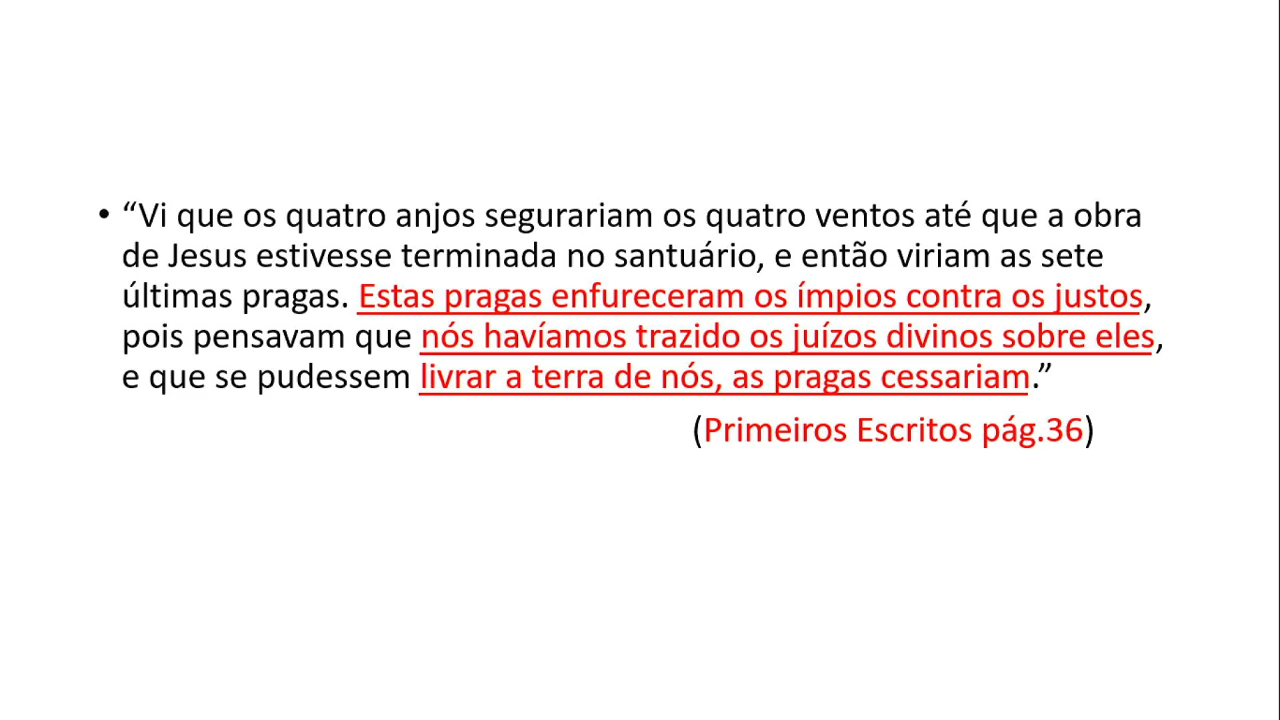 • “Vi que os quatro anjos segurariam os quatro ventos até que a obra
de Jesus estivesse terminada no santuário, e então viriam as sete
últimas pragas. Estas pragas enfureceram os ímpios contra os justos,
pois pensavam que nós havíamos trazido os juízos divinos sobre eles,
e que se pudessem livrar a terra de nós, as pragas cessariam.”
(Primeiros Escritos pág.36)